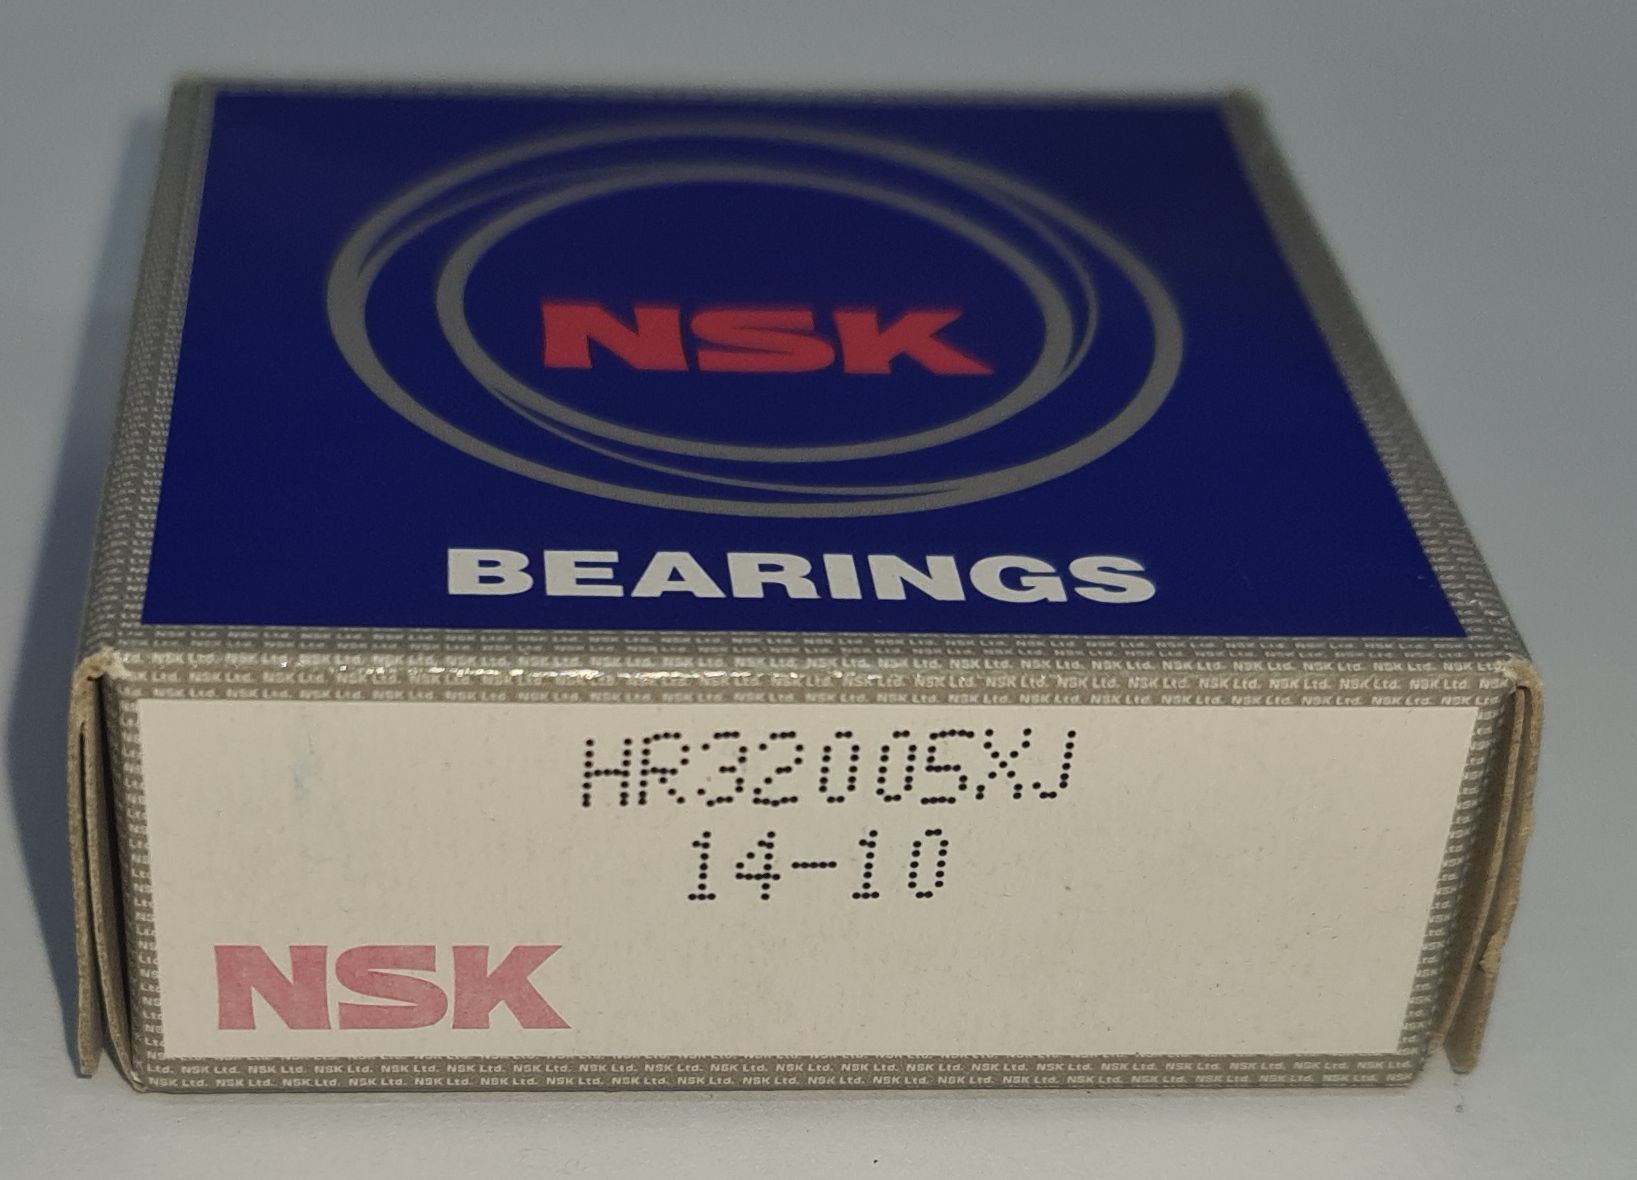 NSK
BEARINGS
HR32005XJ
14-10
NSK